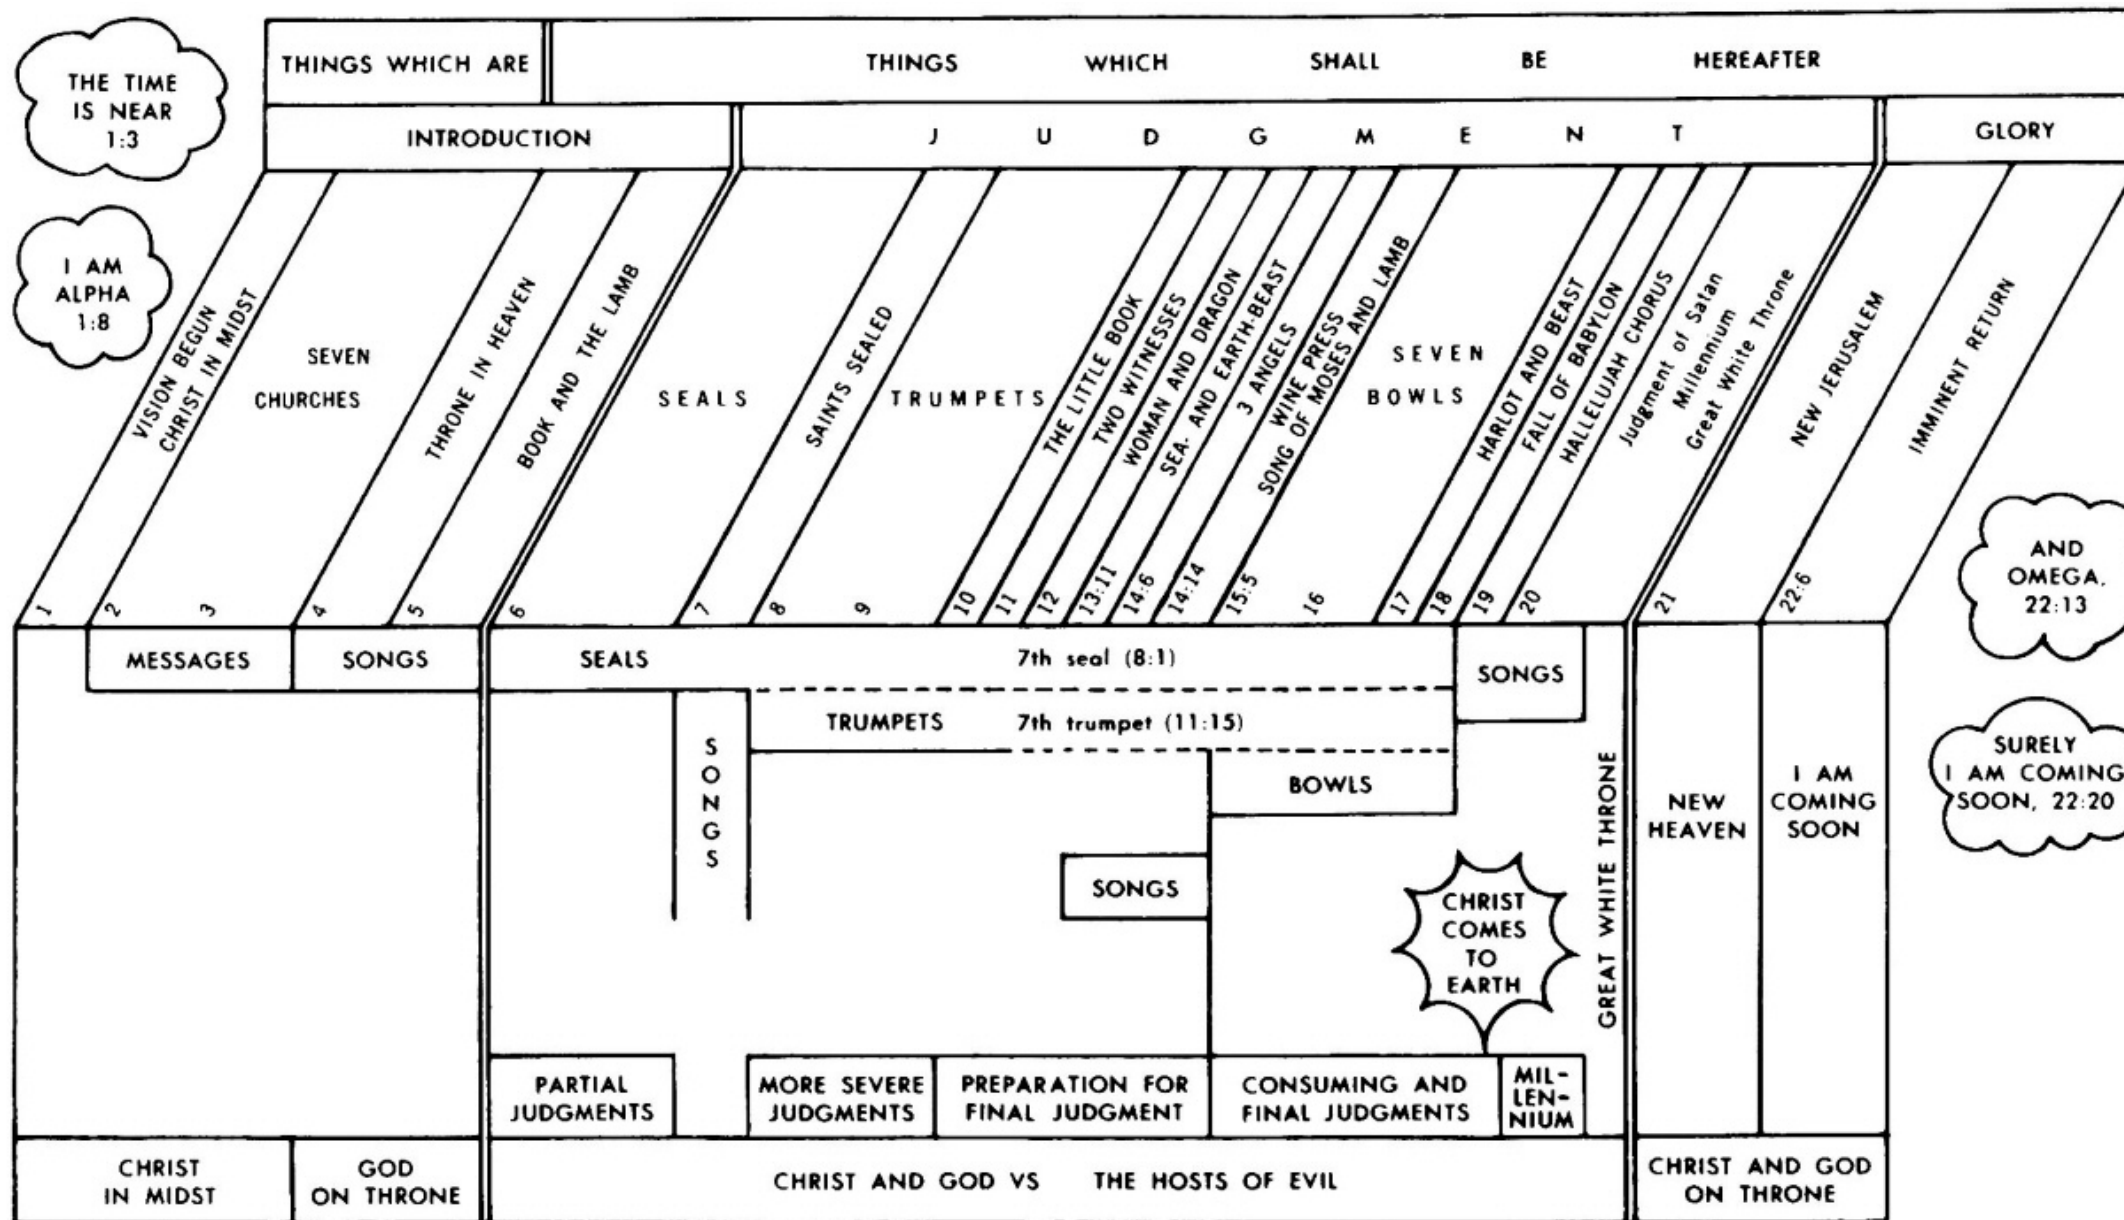 THE TIME
IS NEAR
1:3
I AM
ALPHA
1:8
THINGS WHICH ARE
THINGS WHICH SHALL BE HEREAFTER
INTRODUCTION
JUDGMENT
GLORY
VISION BEGUN
CHRIST IN MIDST
SEVEN
CHURCHES
THRONE IN HEAVEN
BOOK AND THE LAMB
SEALS
SAINTS SEALED
TRUMPETS
THE LITTLE BOOK
TWO WITNESSES
WOMAN AND DRAGON
SEA- AND EARTH-BEAST
3 ANGELS
WINE PRESS
SONG OF MOSES AND LAMB
SEVEN
BOWLS
HARLOT AND BEAST
FALL OF BABYLON
HALLELUJAH CHORUS
Judgment of Satan
Millennium
Great White Throne
NEW JERUSALEM
IMMINENT RETURN
1 2 3 4 5 6 7 8 9 10 11 12 13:11 14:6 14:14 15:5 16 17 18 19 20 21 22:6
AND
OMEGA,
22:13
SURELY
I AM COMING
SOON, 22:20
MESSAGES
SONGS
SEALS
7th seal (8:1)
SONGS
TRUMPETS
7th trumpet (11:15)
BOWLS
SONGS
SONGS
CHRIST
COMES
TO
EARTH
GREAT WHITE THRONE
NEW
HEAVEN
I AM
COMING
SOON
PARTIAL
JUDGMENTS
MORE SEVERE
JUDGMENTS
PREPARATION FOR
FINAL JUDGMENT
CONSUMING AND
FINAL JUDGMENTS
MIL-
LEN-
NIUM
CHRIST
IN MIDST
GOD
ON THRONE
CHRIST AND GOD VS THE HOSTS OF EVIL
CHRIST AND GOD
ON THRONE